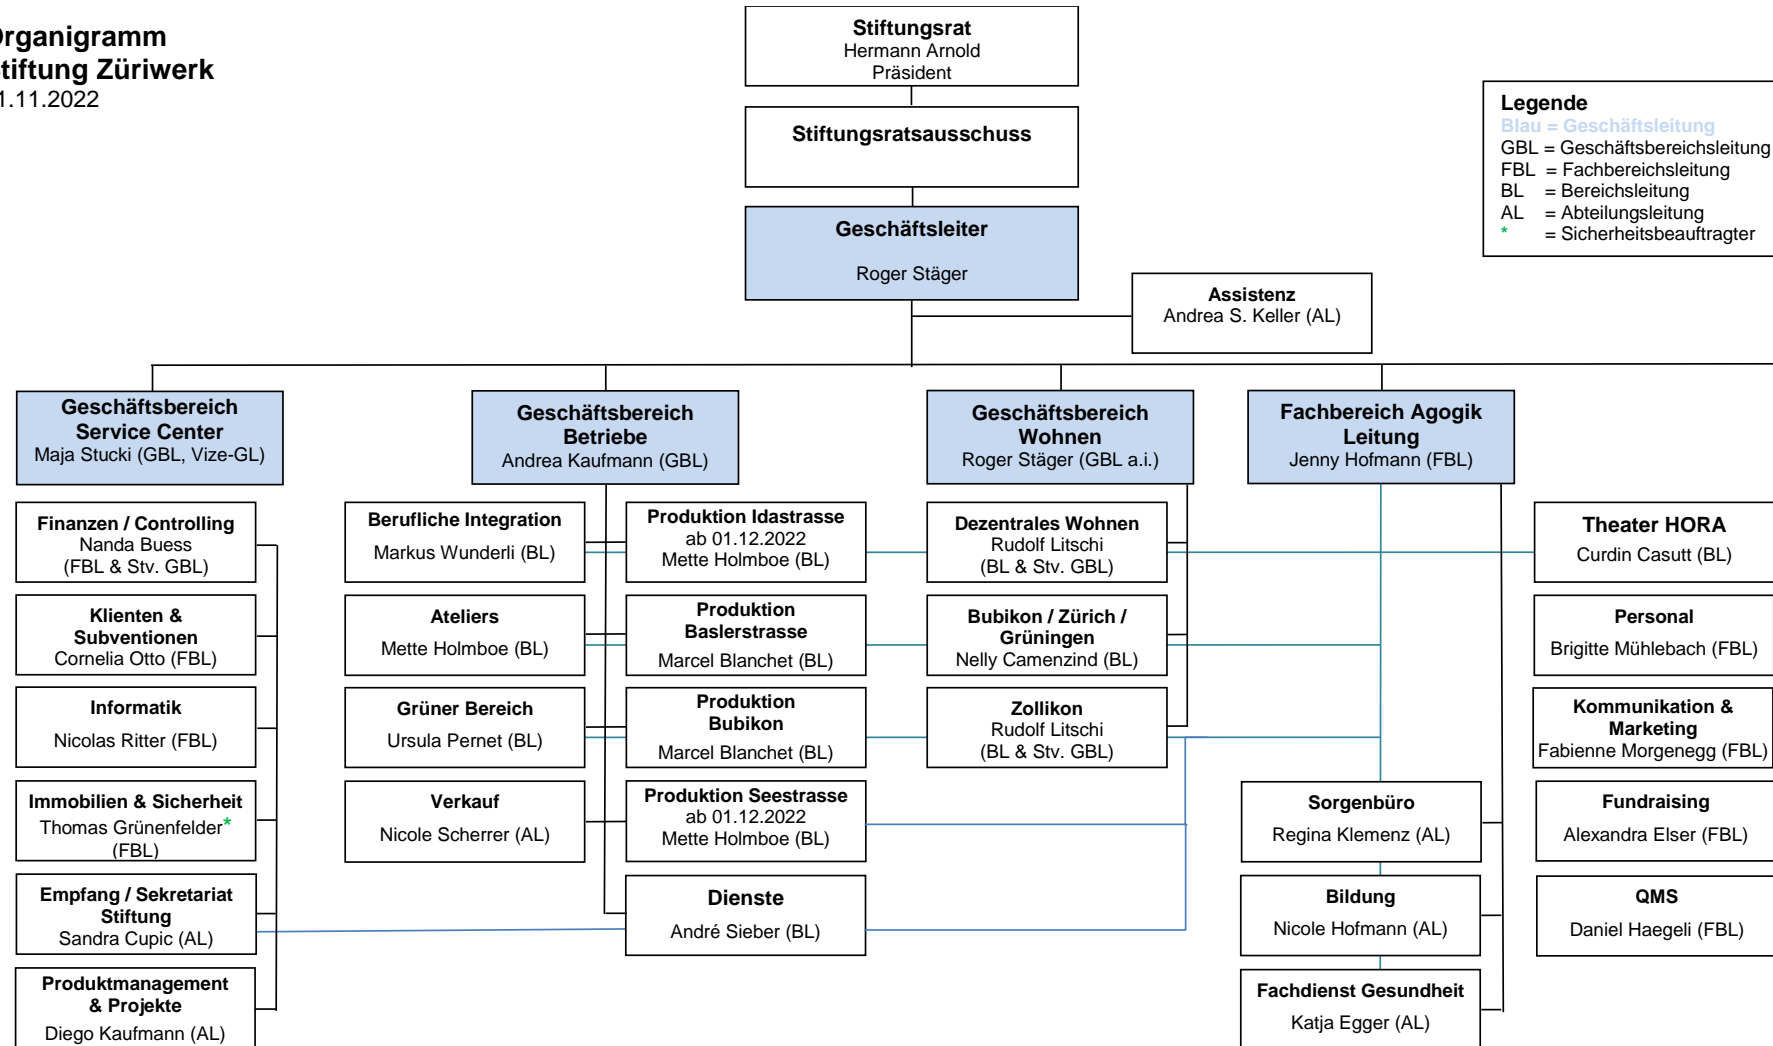 Organigramm
Stiftung Züriwerk
1.11.2022
Stiftungsrat
Hermann Arnold
Präsident
Stiftungsratsausschuss
Geschäftsleiter
Roger Stäger
Legende
Blau = Geschäftsleitung
GBL = Geschäftsbereichsleitung
FBL = Fachbereichsleitung
BL = Bereichsleitung
AL = Abteilungsleitung
* = Sicherheitsbeauftragter
Assistenz
Andrea S. Keller (AL)
Geschäftsbereich
Service Center
Maja Stucki (GBL, Vize-GL)
Geschäftsbereich
Betriebe
Andrea Kaufmann (GBL)
Geschäftsbereich
Wohnen
Roger Stäger (GBL a.i.)
Fachbereich Agogik
Leitung
Jenny Hofmann (FBL)
Finanzen / Controlling
Nanda Buess
(FBL & Stv. GBL)
Klienten &
Subventionen
Cornelia Otto (FBL)
Informatik
Nicolas Ritter (FBL)
Immobilien & Sicherheit
Thomas Grünenfelder*
(FBL)
Empfang / Sekretariat
Stiftung
Sandra Cupic (AL)
Produktmanagement
& Projekte
Diego Kaufmann (AL)
Berufliche Integration
Markus Wunderli (BL)
Ateliers
Mette Holmboe (BL)
Grüner Bereich
Ursula Pernet (BL)
Verkauf
Nicole Scherrer (AL)
Produktion Idastrasse
ab 01.12.2022
Mette Holmboe (BL)
Produktion
Baslerstrasse
Marcel Blanchet (BL)
Produktion
Bubikon
Marcel Blanchet (BL)
Produktion Seestrasse
ab 01.12.2022
Mette Holmboe (BL)
Dienste
André Sieber (BL)
Dezentrales Wohnen
Rudolf Litschi
(BL & Stv. GBL)
Bubikon / Zürich /
Grüningen
Nelly Camenzind (BL)
Zollikon
Rudolf Litschi
(BL & Stv. GBL)
Sorgenbüro
Regina Klemenz (AL)
Bildung
Nicole Hofmann (AL)
Fachdienst Gesundheit
Katja Egger (AL)
Theater HORA
Curdin Casutt (BL)
Personal
Brigitte Mühlebach (FBL)
Kommunikation &
Marketing
Fabienne Morgenegg (FBL)
Fundraising
Alexandra Elser (FBL)
QMS
Daniel Haegeli (FBL)